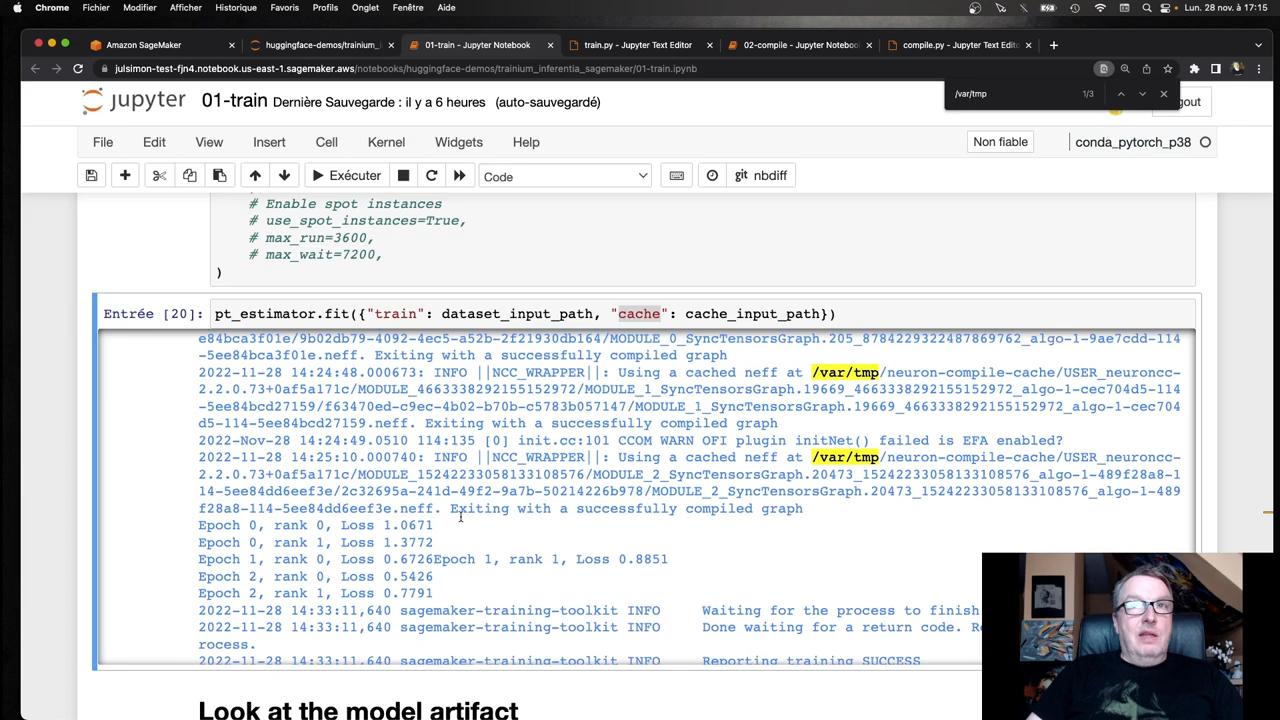 Chrome Fichier Modifier Afficher Historique Favoris Profils Onglet Fenêtre Aide Lun. 28 nov. à 17:15
Amazon SageMaker huggingface-demos/trainium_i 01-train - Jupyter Notebook train.py - Jupyter Text Editor 02-compile - Jupyter Notebook compile.py - Jupyter Text Editor
julsimon-test-fjn4.notebook.us-east-1.sagemaker.aws/notebooks/huggingface-demos/trainium_inferentia_sagemaker/01-train.ipynb
/var/tmp 1/3
jupyter 01-train Dernière Sauvegarde : il y a 6 heures (auto-sauvegardé) gout
File Edit View Insert Cell Kernel Widgets Help Non fiable conda_pytorch_p38
Exécuter Code git nbdiff
# Enable spot instances
# use_spot_instances=True,
# max_run=3600,
# max_wait=7200,
)
Entrée [20]: pt_estimator.fit({"train": dataset_input_path, "cache": cache_input_path})
e84bca3f01e/9b02db79-4092-4ec5-a52b-2f21930db164/MODULE_0_SyncTensorsGraph.205_8784229322487869762_algo-1-9ae7cdd-114
-5ee84bca3f01e.neff. Exiting with a successfully compiled graph
2022-11-28 14:24:48.000673: INFO ||NCC_WRAPPER||: Using a cached neff at /var/tmp/neuron-compile-cache/USER_neuroncc-
2.2.0.73+0af5a171c/MODULE_4663338292155152972/MODULE_1_SyncTensorsGraph.19669_4663338292155152972_algo-1-cec704d5-114
-5ee84bcd27159/f63470ed-c9ec-4b02-b70b-c5783b057147/MODULE_1_SyncTensorsGraph.19669_4663338292155152972_algo-1-cec704
d5-114-5ee84bcd27159.neff. Exiting with a successfully compiled graph
2022-Nov-28 14:24:49.0510 114:135 [0] init.cc:101 CCOM WARN OFI plugin initNet() failed is EFA enabled?
2022-11-28 14:25:10.000740: INFO ||NCC_WRAPPER||: Using a cached neff at /var/tmp/neuron-compile-cache/USER_neuroncc-
2.2.0.73+0af5a171c/MODULE_15242233058133108576/MODULE_2_SyncTensorsGraph.20473_15242233058133108576_algo-1-489f28a8-1
14-5ee84dd6eef3e/2c32695a-241d-49f2-9a7b-50214226b978/MODULE_2_SyncTensorsGraph.20473_15242233058133108576_algo-1-489
f28a8-114-5ee84dd6eef3e.neff. Exiting with a successfully compiled graph
Epoch 0, rank 0, Loss 1.0671
Epoch 0, rank 1, Loss 1.3772
Epoch 1, rank 0, Loss 0.6726Epoch 1, rank 1, Loss 0.8851
Epoch 2, rank 0, Loss 0.5426
Epoch 2, rank 1, Loss 0.7791
2022-11-28 14:33:11,640 sagemaker-training-toolkit INFO Waiting for the process to finish
2022-11-28 14:33:11,640 sagemaker-training-toolkit INFO Done waiting for a return code. Re
rocess.
2022-11-28 14:33:11,640 sagemaker-training-toolkit INFO Reporting training SUCCESS
Look at the model artifact